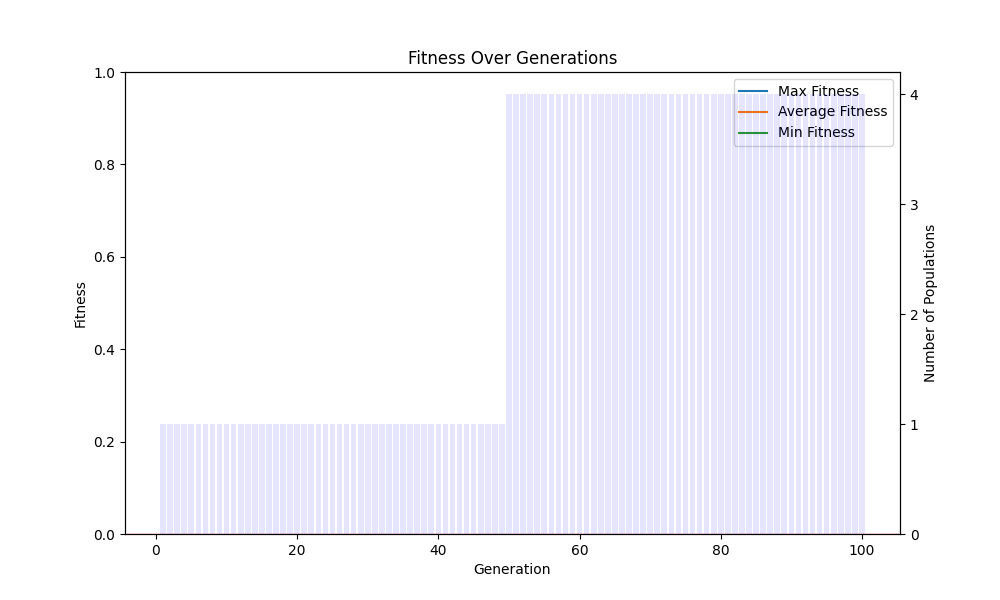 Fitness Over Generations
Max Fitness
Average Fitness
Min Fitness
1.0
0.8
0.6
0.4
0.2
0.0
Fitness
4
3
2
1
0
Number of Populations
0 20 40 60 80 100
Generation